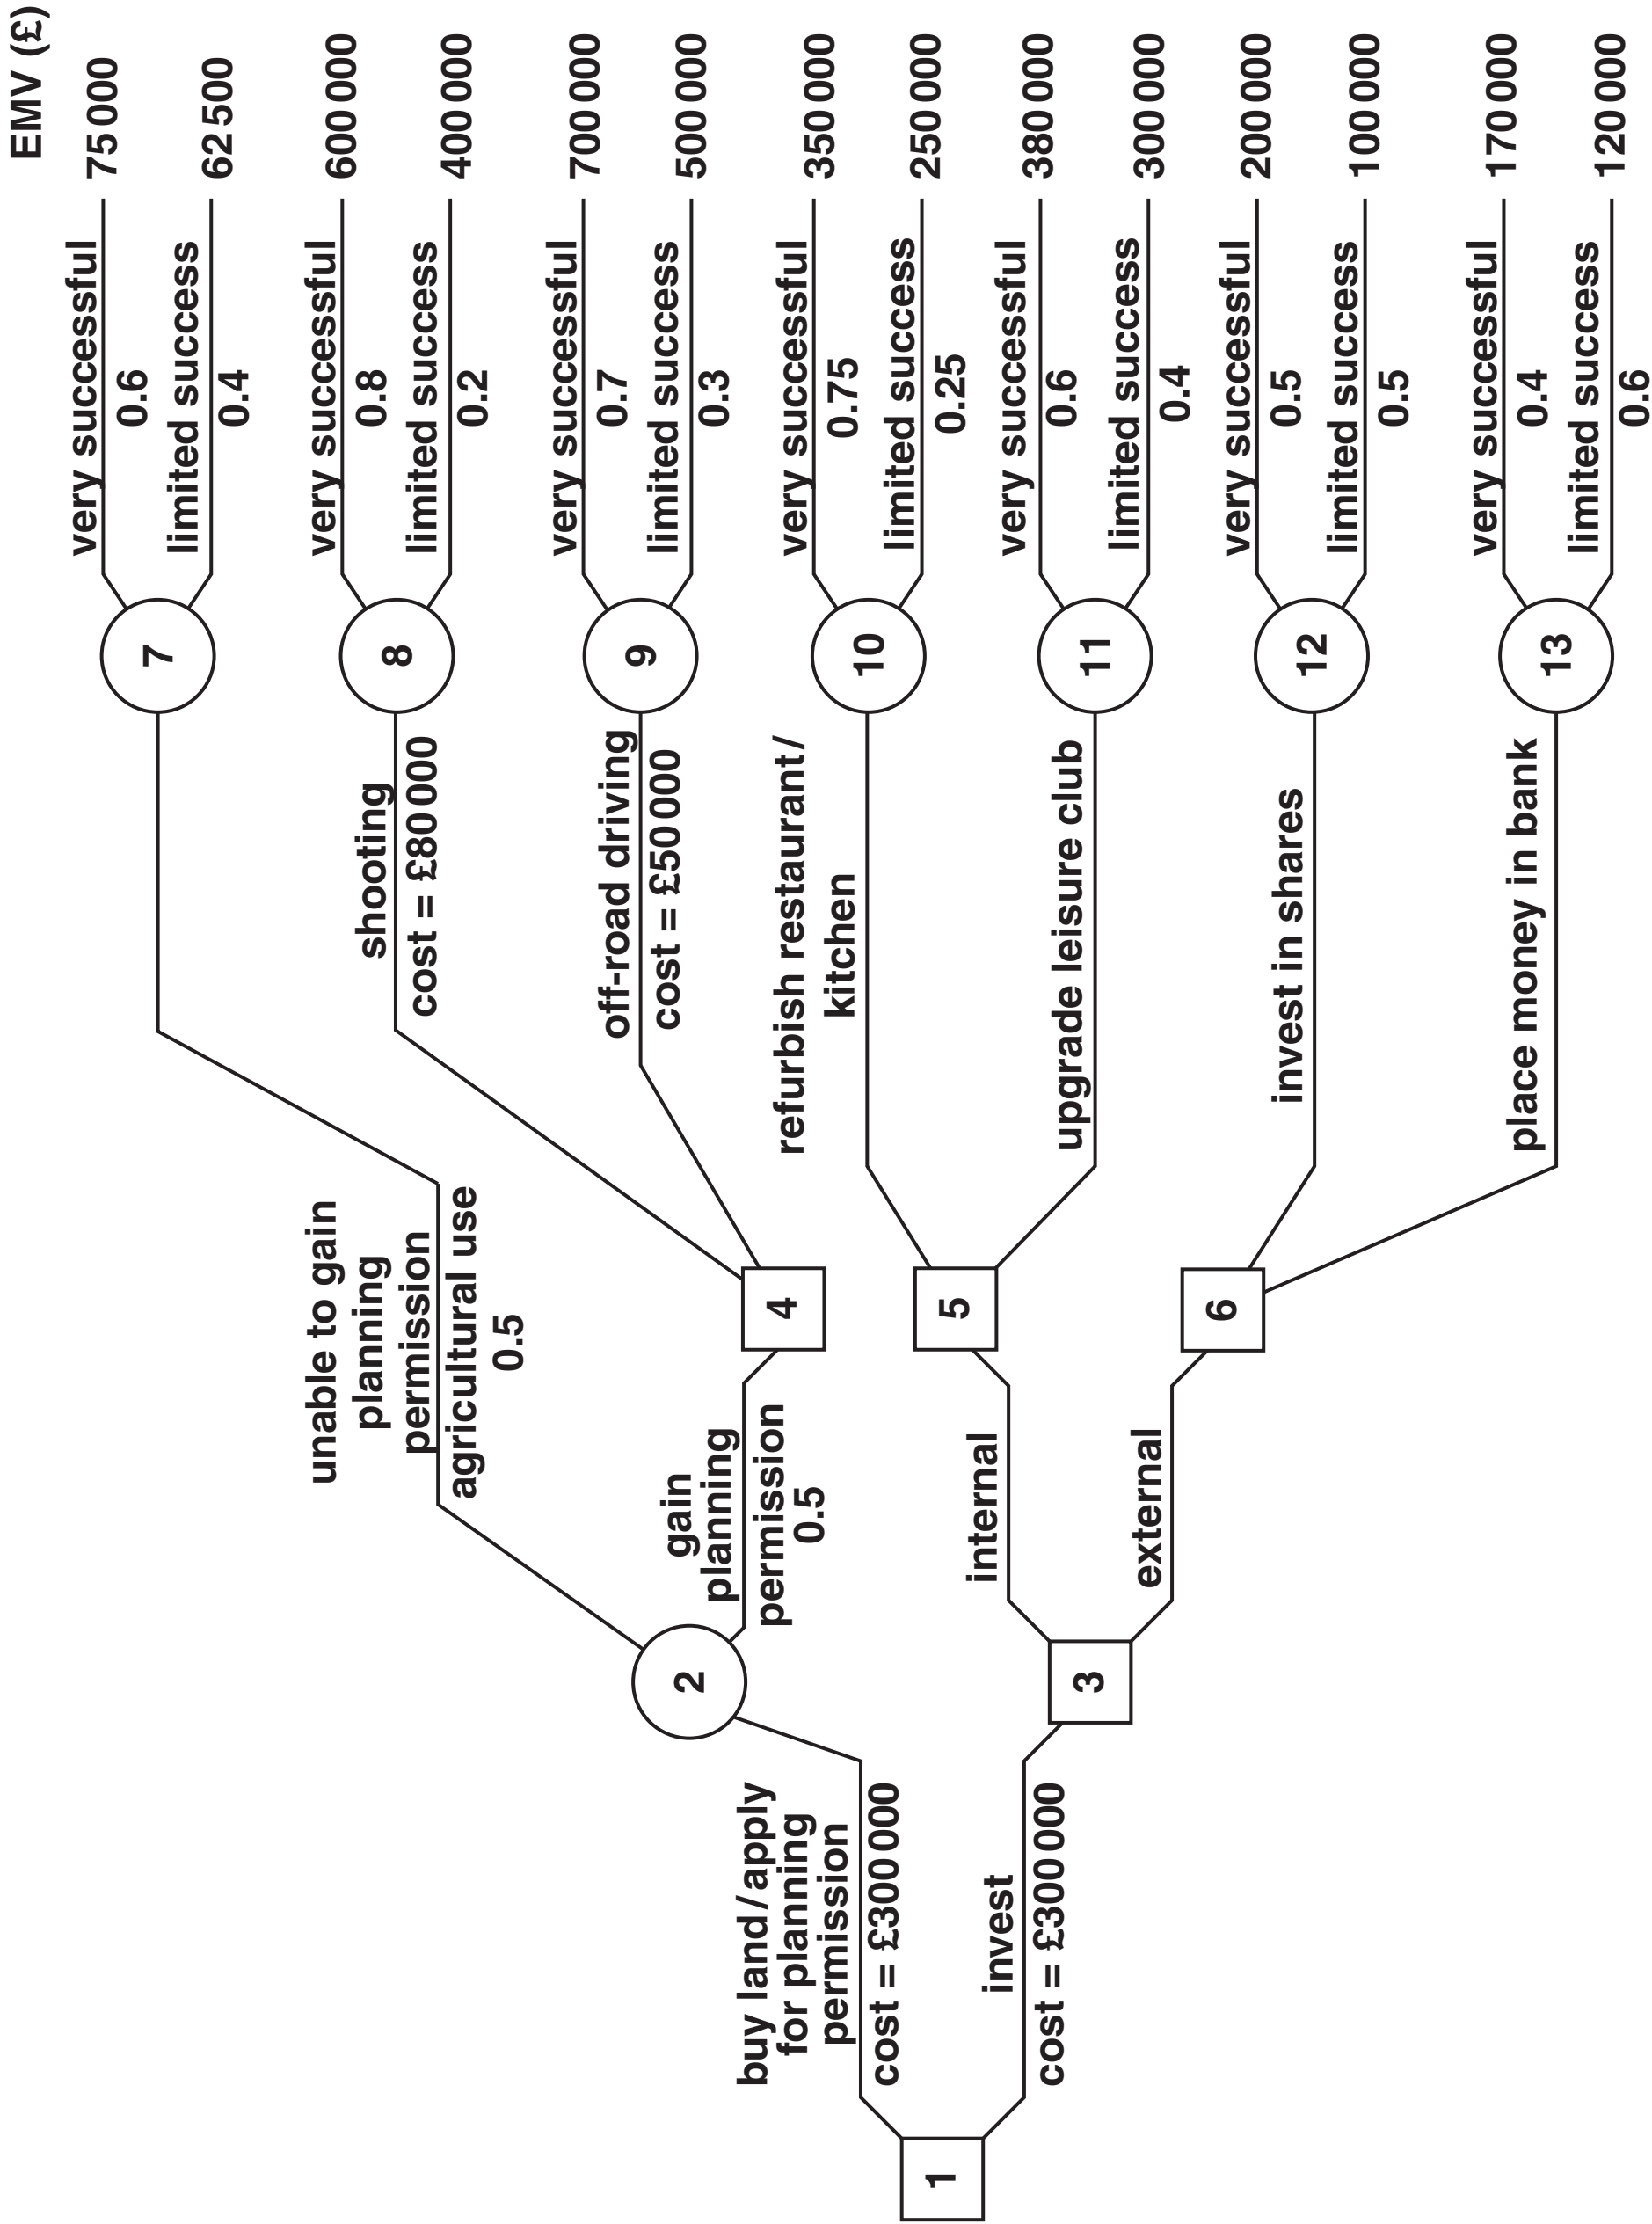 EMV (£)
very successful
75 000
0.6
limited success
62 500
0.4
7
very successful
600 000
0.8
limited success
400 000
0.2
8
shooting
cost = £80 000
very successful
700 000
0.7
limited success
500 000
0.3
9
off-road driving
cost = £50 000
very successful
350 000
0.75
limited success
250 000
0.25
10
refurbish restaurant/
kitchen
very successful
380 000
0.6
limited success
300 000
0.4
11
upgrade leisure club
very successful
200 000
0.5
limited success
100 000
0.5
12
invest in shares
very successful
170 000
0.4
limited success
120 000
0.6
13
place money in bank
unable to gain
planning
permission
agricultural use
0.5
gain
planning
permission
0.5
4
5
6
internal
external
2
3
buy land/apply
for planning
permission
cost = £300 000
invest
cost = £300 000
1